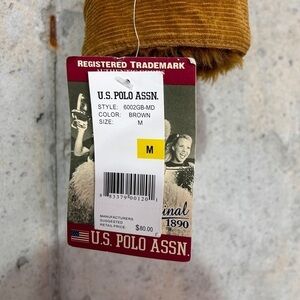 REGISTERED TRADEMARK
U.S. POLO ASSN.
STYLE: 6002GB-MD
COLOR: BROWN
SIZE: M
M
MANUFACTURERS
SUGGESTED
RETAIL PRICE
$80.00
1890
U.S. POLO ASSN.